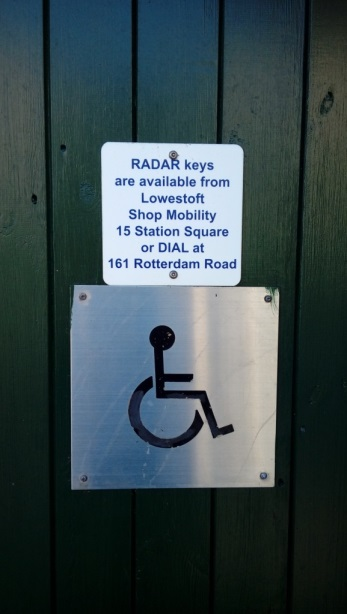 RADAR keys
are available from
Lowestoft
Shop Mobility
15 Station Square
or DIAL at
161 Rotterdam Road